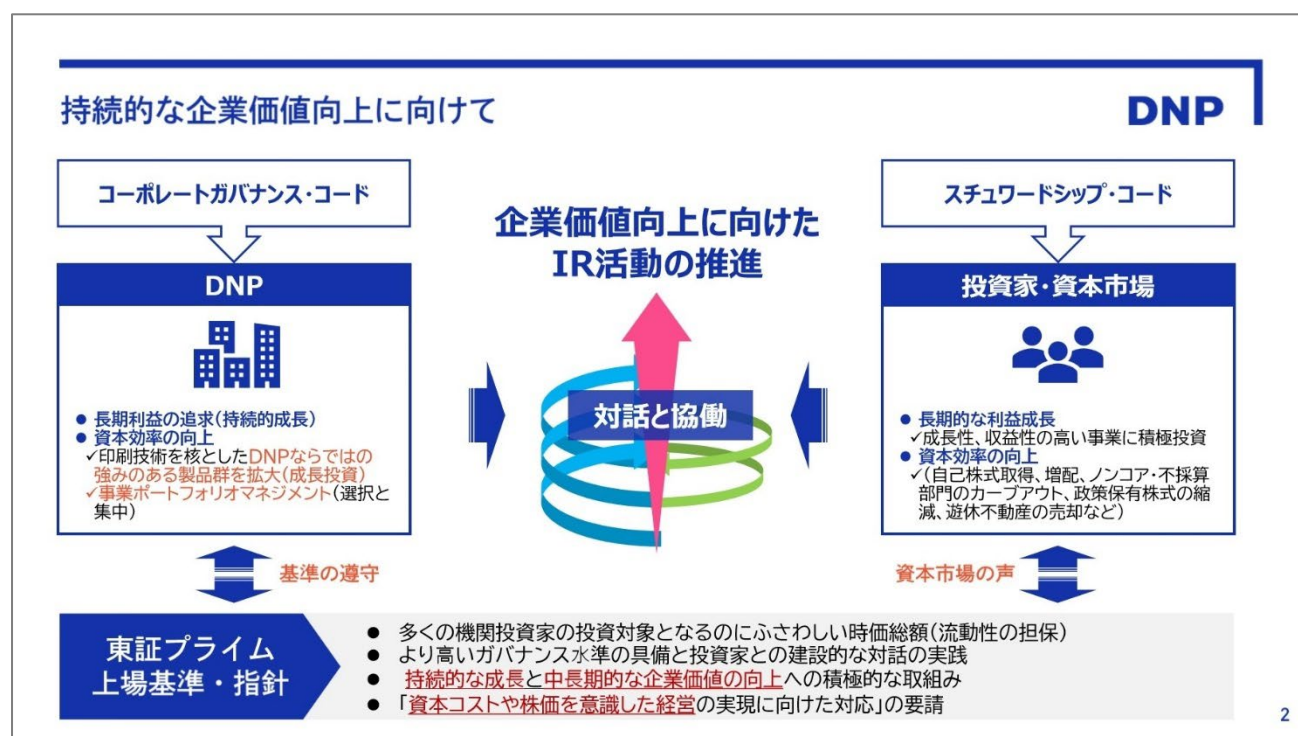 持続的な企業価値向上に向けて
DNP
コーポレートガバナンス・コード
DNP
● 長期利益の追求(持続的成長)
● 資本効率の向上
✓印刷技術を核としたDNPならではの
強みのある製品群を拡大(成長投資)
✓事業ポートフォリオマネジメント(選択と
集中)
企業価値向上に向けた
IR活動の推進
対話と協働
スチュワードシップ・コード
投資家・資本市場
● 長期的な利益成長
✓成長性、収益性の高い事業に積極投資
● 資本効率の向上
✓(自己株式取得、増配、ノンコア・不採算
部門のカーブアウト、政策保有株式の縮
減、遊休不動産の売却など)
基準の遵守
資本市場の声
東証プライム
上場基準・指針
● 多くの機関投資家の投資対象となるのにふさわしい時価総額(流動性の担保)
● より高いガバナンス水準の具備と投資家との建設的な対話の実践
● 持続的な成長と中長期的な企業価値の向上への積極的な取組み
● 「資本コストや株価を意識した経営の実現に向けた対応」の要請
2